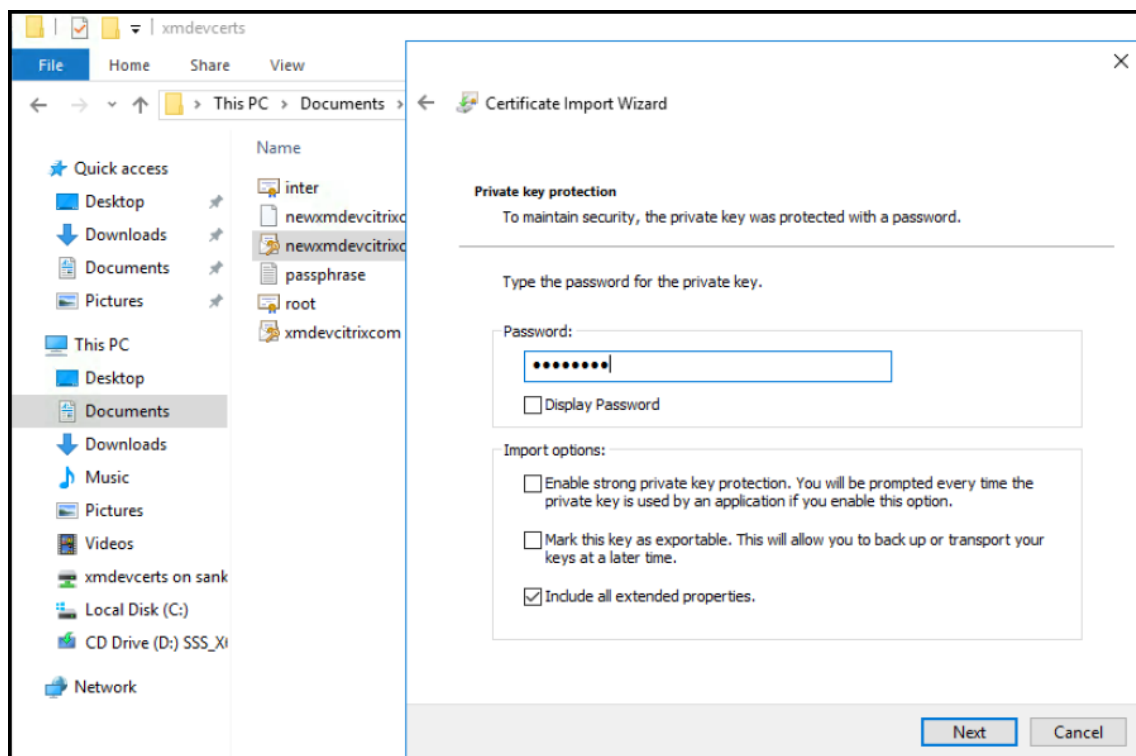 xmdevcerts
File Home Share View
This PC Documents
Name
Quick access
Desktop
Downloads
Documents
Pictures
This PC
Desktop
Documents
Downloads
Music
Pictures
Videos
xmdevcerts on sank
Local Disk (C:)
CD Drive (D:) SSS_X
Network
inter
newxmdevcitrixc
newxmdevcitrixc
passphrase
root
xmdevcitrixcom
Certificate Import Wizard
Private key protection
To maintain security, the private key was protected with a password.
Type the password for the private key.
Password:
••••••••
Display Password
Import options:
Enable strong private key protection. You will be prompted every time the
private key is used by an application if you enable this option.
Mark this key as exportable. This will allow you to back up or transport your
keys at a later time.
Include all extended properties.
Next Cancel